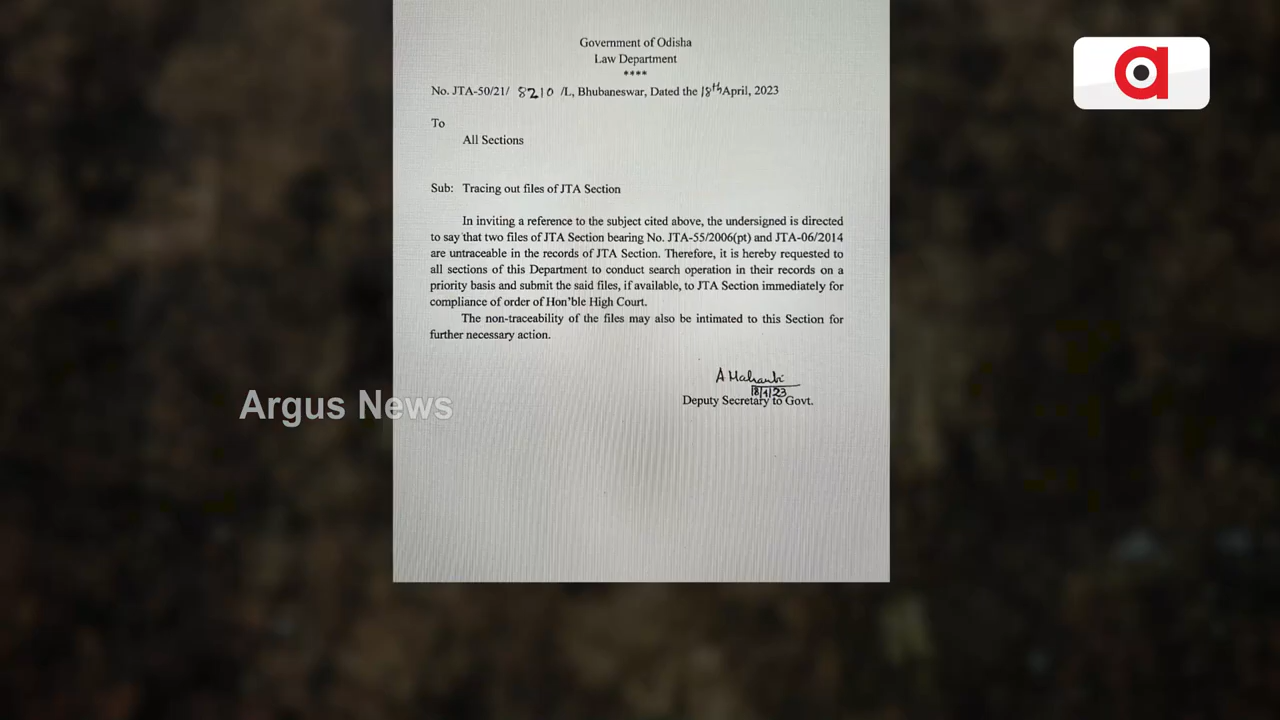 Government of Odisha
Law Department
****
No. JTA-50/21/ 8210 /L, Bhubaneswar, Dated the 18th April, 2023
To
All Sections
Sub: Tracing out files of JTA Section
In inviting a reference to the subject cited above, the undersigned is directed
to say that two files of JTA Section bearing No. JTA-55/2006(pt) and JTA-06/2014
are untraceable in the records of JTA Section. Therefore, it is hereby requested to
all sections of this Department to conduct search operation in their records on a
priority basis and submit the said files, if available, to JTA Section immediately for
compliance of order of Hon'ble High Court.
The non-traceability of the files may also be intimated to this Section for
further necessary action.
18/4/23
Deputy Secretary to Govt.
Argus News
a